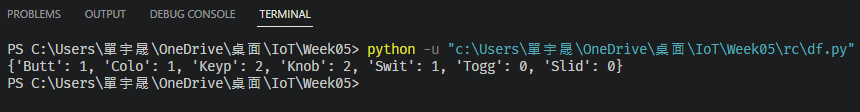 PROBLEMS
OUTPUT
DEBUG CONSOLE
TERMINAL
PS C:\Users\單宇晟\OneDrive\桌面\IoT\Week05> python -u "c:\Users\單宇晟\OneDrive\桌面\IoT\Week05\rc\df.py"
{'Butt': 1, 'Colo': 1, 'Keyp': 2, 'Knob': 2, 'Swit': 1, 'Togg': 0, 'Slid': 0}
PS C:\Users\單宇晟\OneDrive\桌面\IoT\Week05>